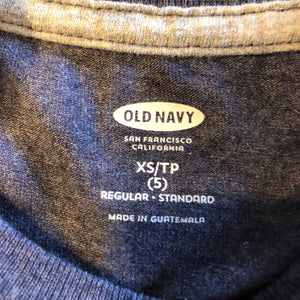 OLD NAVY
SAN FRANCISCO
CALIFORNIA
XS/TP
(5)
REGULAR • STANDARD
MADE IN GUATEMALA